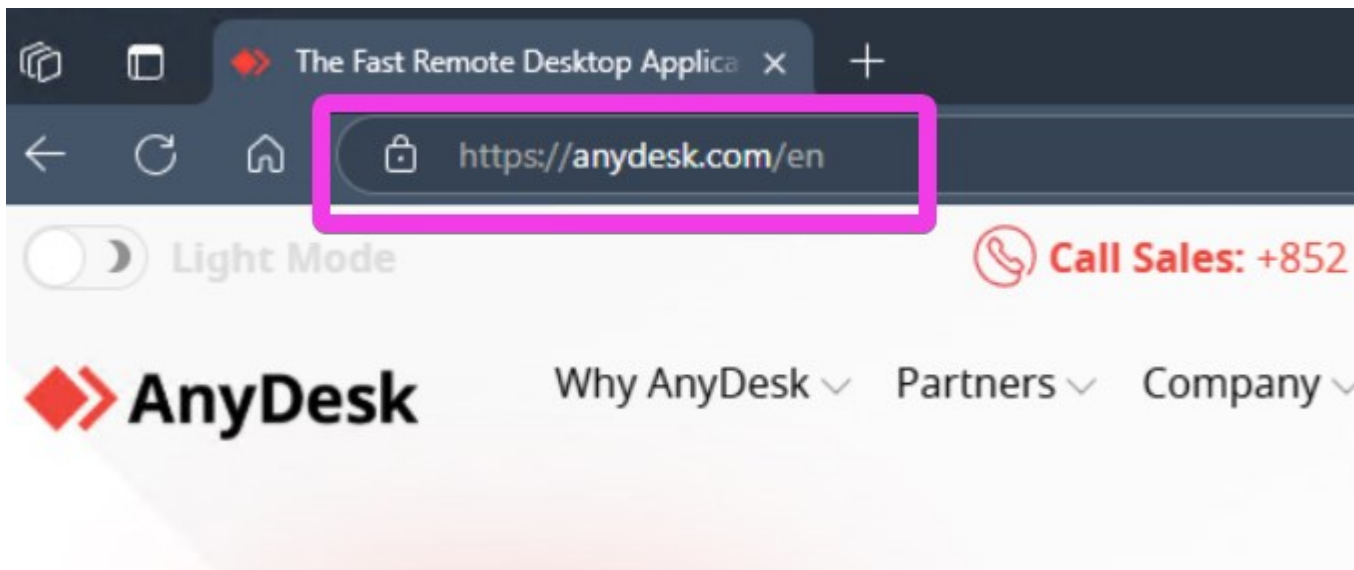 The Fast Remote Desktop Applica
https://anydesk.com/en
Light Mode
Call Sales: +852
AnyDesk
Why AnyDesk
Partners
Company